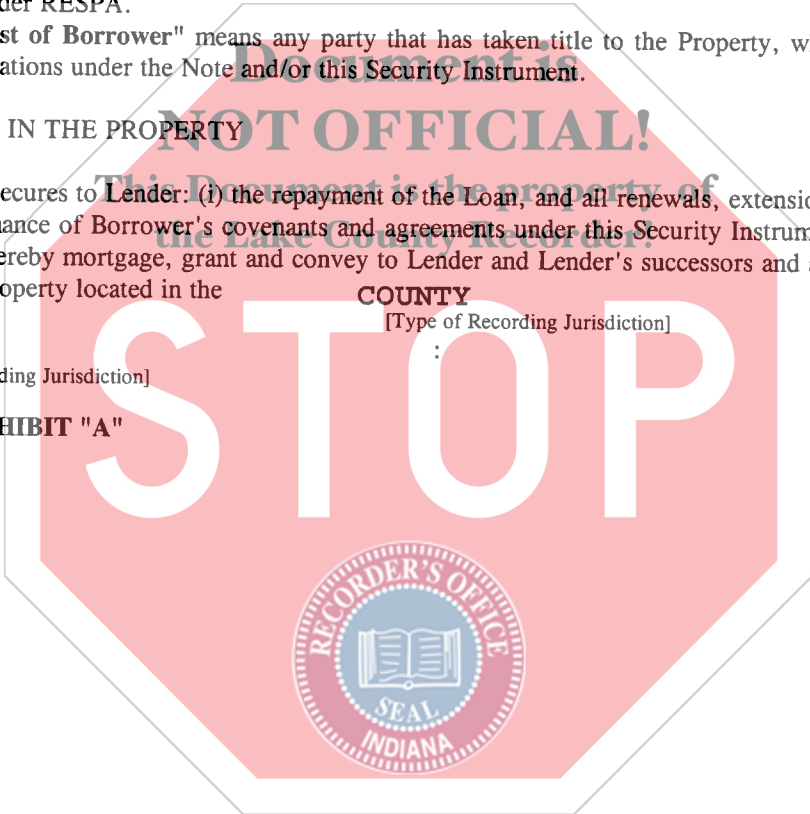 der RESPA.
st of Borrower" means any party that has taken title to the Property, w
ations under the Note and/or this Security Instrument.
Document is
NOT OFFICIAL!
This Document is the property of
the Lake County Recorder!
IN THE PROPERTY
ecures to Lender: (i) the repayment of the Loan, and all renewals, extensio
ance of Borrower's covenants and agreements under this Security Instrum
ereby mortgage, grant and convey to Lender and Lender's successors and
operty located in the COUNTY
[Type of Recording Jurisdiction]
:
ding Jurisdiction]
HIBIT "A"
STOP
RECORDER'S OFFICE
SEAL
INDIANA